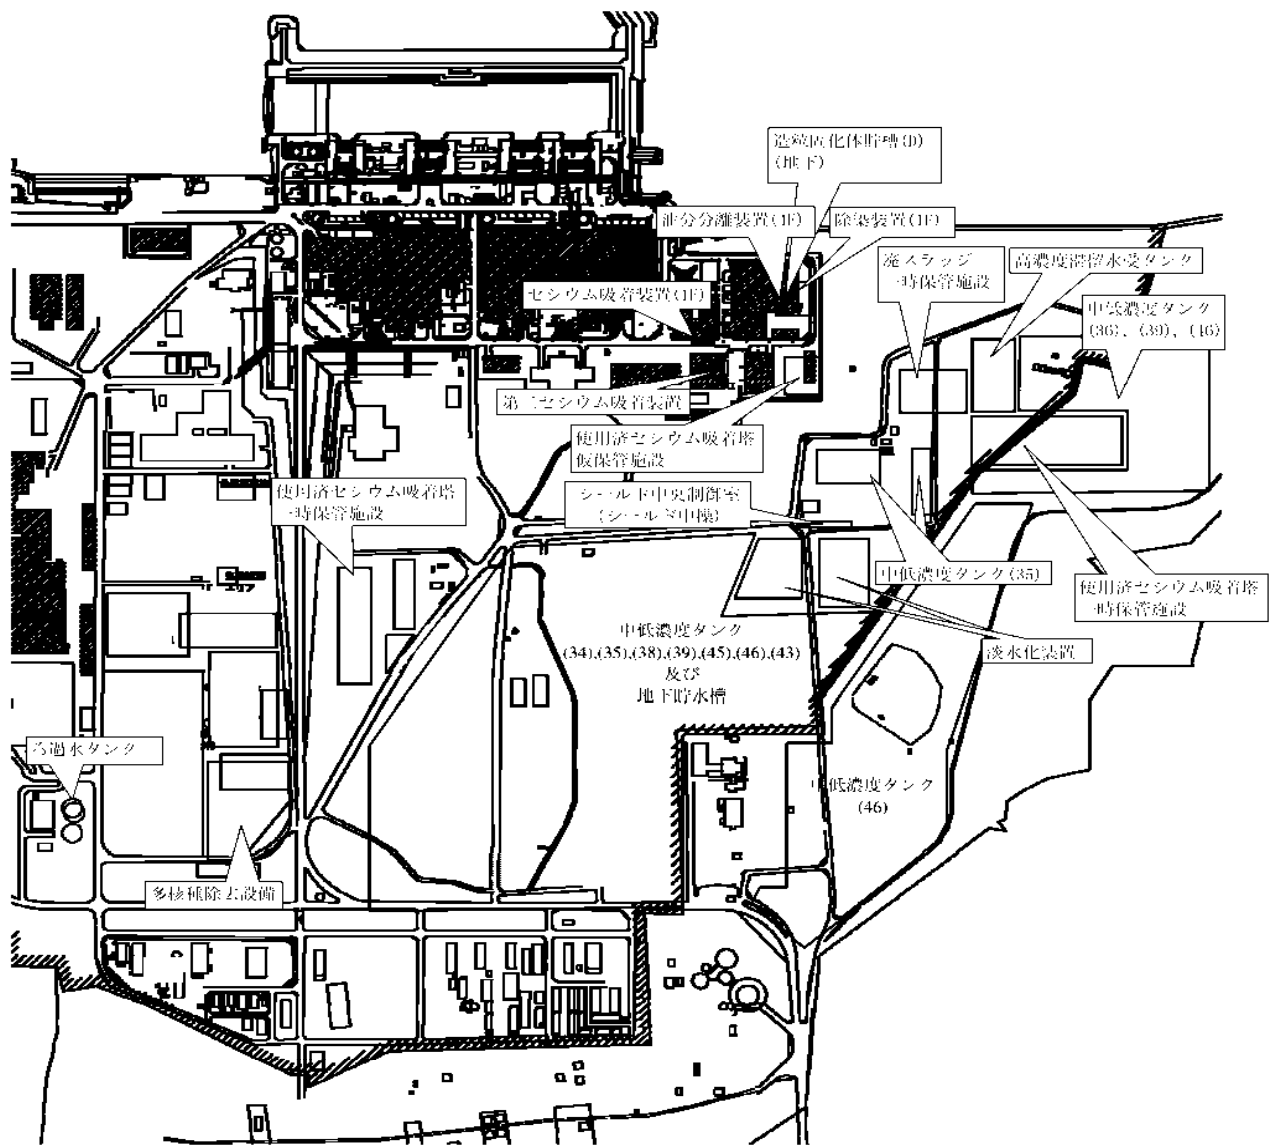 造粒固化体貯槽(D)
(地下)
油分分離装置(1F)
除染装置(1F)
廃スラッジ
一時保管施設
高濃度滞留水受タンク
セシウム吸着装置(1F)
中低濃度タンク
(36)、(39)、(46)
第二セシウム吸着装置
使用済セシウム吸着塔
仮保管施設
使用済セシウム吸着塔
一時保管施設
シールド中央制御室
(シールド中操)
中低濃度タンク(35)
使用済セシウム吸着塔
一時保管施設
中低濃度タンク
(34),(35),(38),(39),(45),(46),(43)
及び
地下貯水槽
淡水化装置
ろ過水タンク
中低濃度タンク
(46)
多核種除去設備